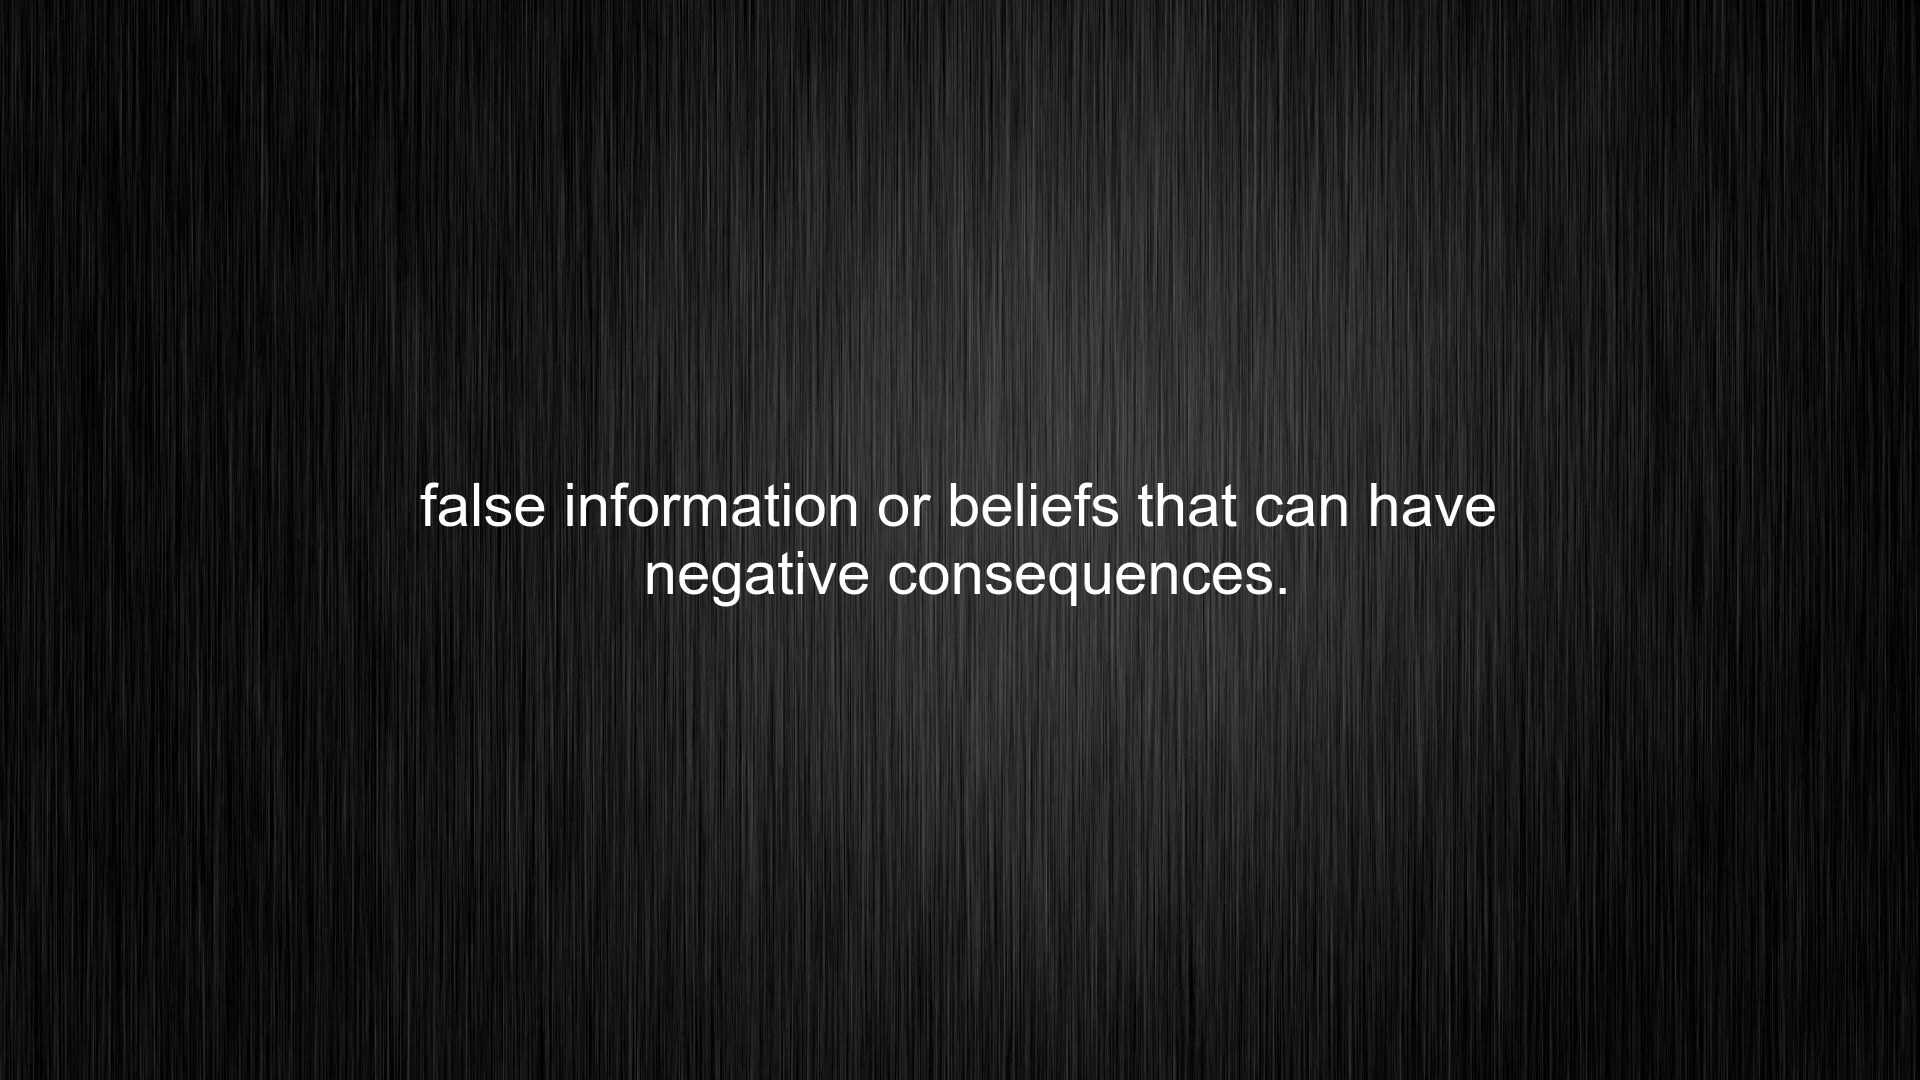 false information or beliefs that can have
negative consequences.